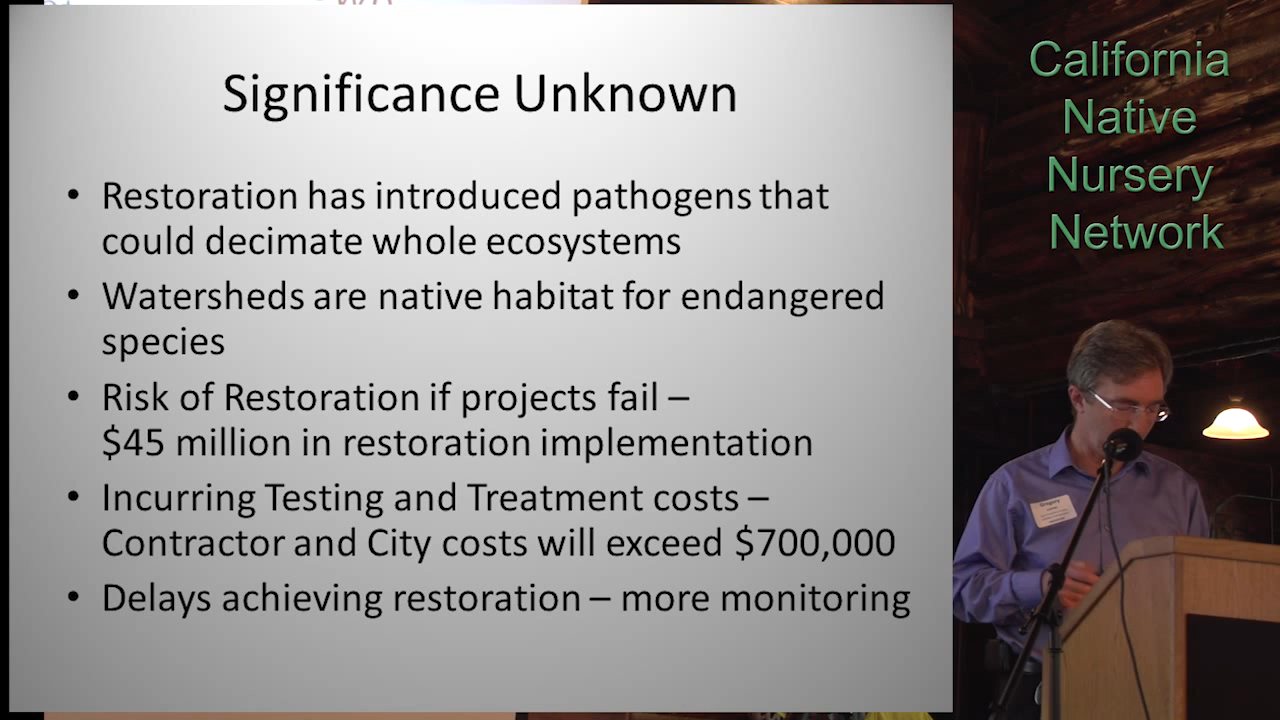 Significance Unknown
• Restoration has introduced pathogens that
could decimate whole ecosystems
• Watersheds are native habitat for endangered
species
• Risk of Restoration if projects fail –
$45 million in restoration implementation
• Incurring Testing and Treatment costs –
Contractor and City costs will exceed $700,000
• Delays achieving restoration – more monitoring
California
Native
Nursery
Network
Gregory